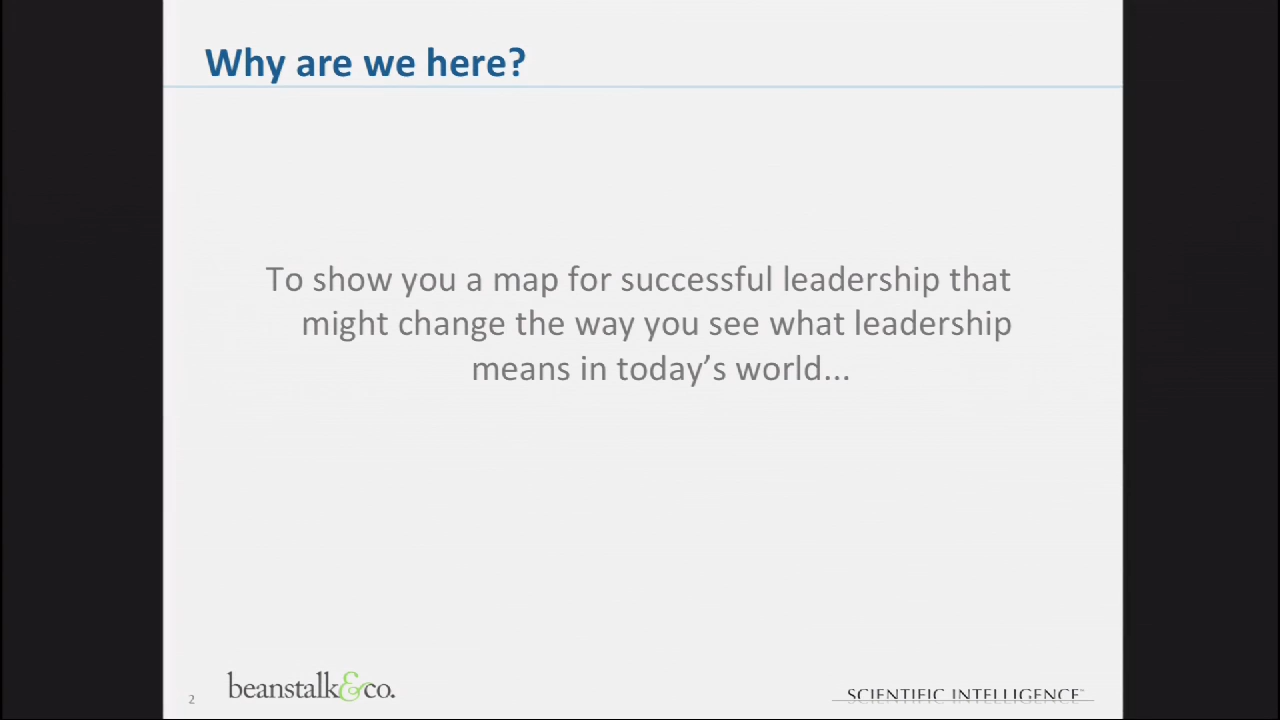 Why are we here?
To show you a map for successful leadership that
might change the way you see what leadership
means in today’s world...
2
beanstalk&co.
SCIENTIFIC INTELLIGENCE™